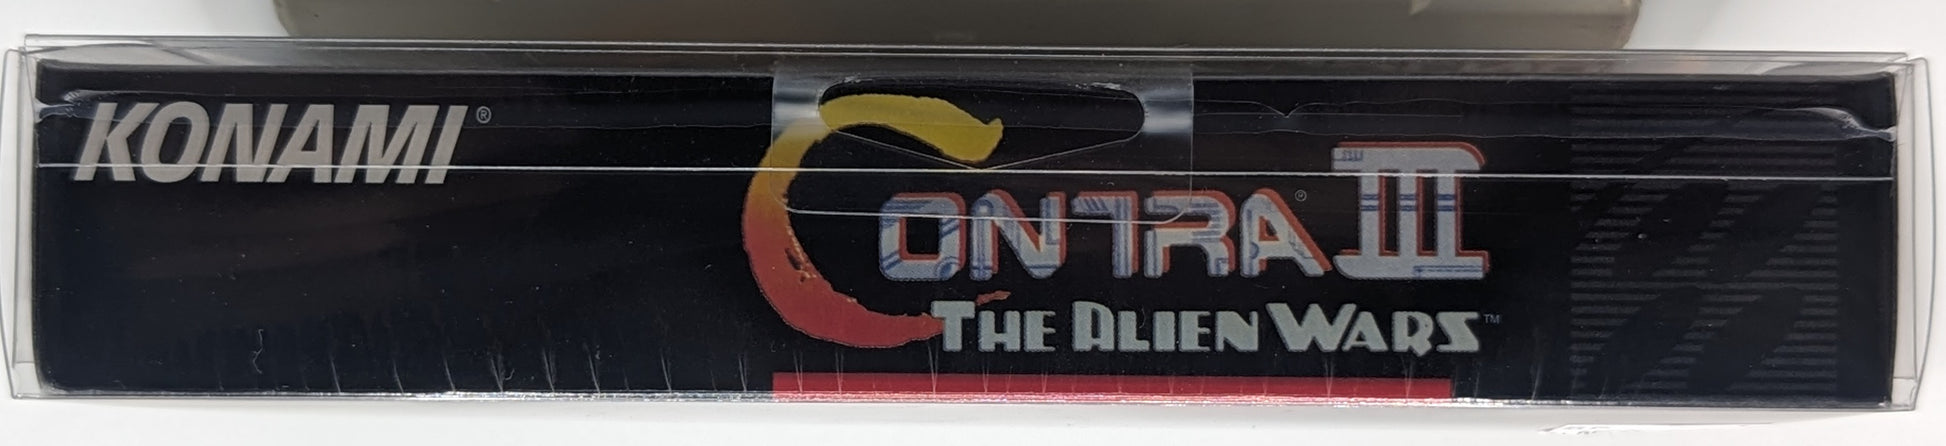 KONAMI®
CONTRA® III
THE ALIEN WARS™